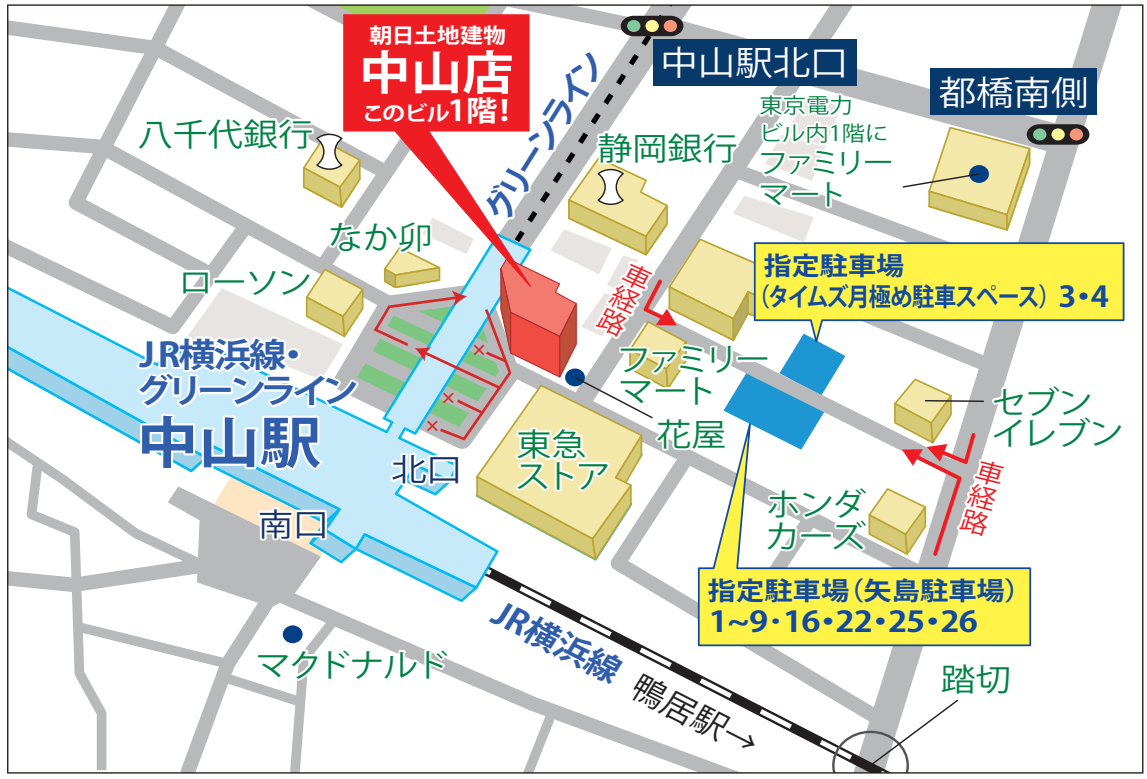 朝日土地建物
中山店
このビル1階!
グリーンライン
中山駅北口
都橋南側
東京電力
ビル内1階に
ファミリー
マート
八千代銀行
静岡銀行
なか卯
ローソン
車経路
指定駐車場
(タイムズ月極め駐車スペース) 3・4
JR横浜線・
グリーンライン
中山駅
ファミリー
マート
花屋
セブン
イレブン
東急
ストア
北口
南口
ホンダ
カーズ
車経路
指定駐車場(矢島駐車場)
1~9・16・22・25・26
JR横浜線
マクドナルド
鴨居駅→
踏切